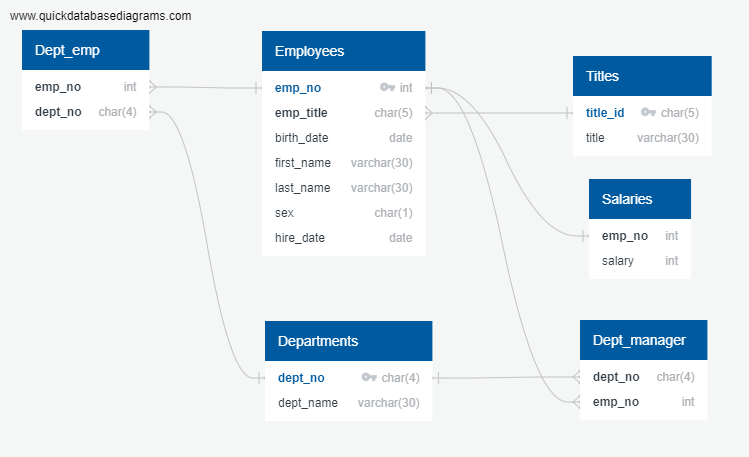 www.quickdatabasediagrams.com
Dept_emp
emp_no int
dept_no char(4)
Employees
emp_no int
emp_title char(5)
birth_date date
first_name varchar(30)
last_name varchar(30)
sex char(1)
hire_date date
Titles
title_id char(5)
title varchar(30)
Salaries
emp_no int
salary int
Departments
dept_no char(4)
dept_name varchar(30)
Dept_manager
dept_no char(4)
emp_no int